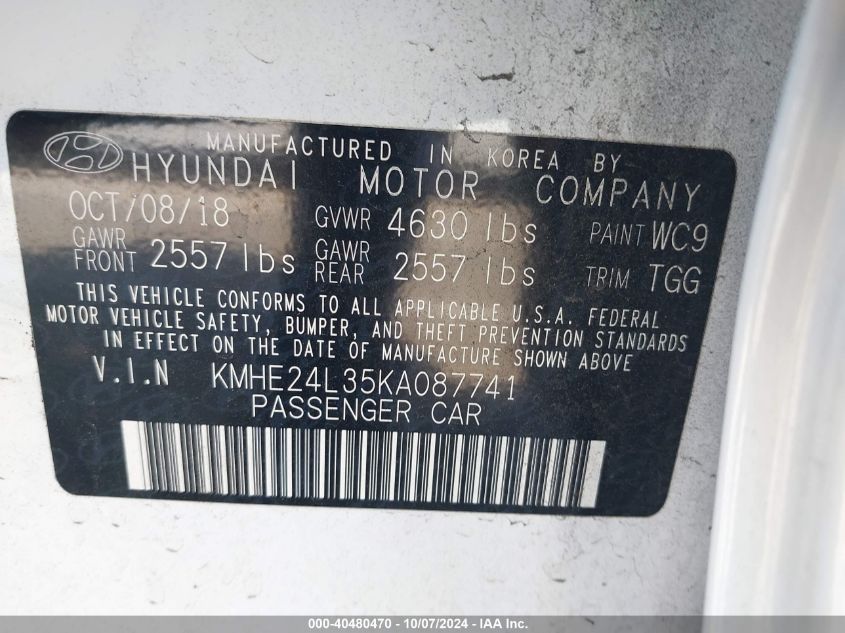 MANUFACTURED IN KOREA BY
HYUNDAI MOTOR COMPANY
OCT/08/18 GVWR 4630 lbs PAINT WC9
GAWR FRONT 2557 lbs GAWR REAR 2557 lbs TRIM TGG
THIS VEHICLE CONFORMS TO ALL APPLICABLE U.S.A. FEDERAL
MOTOR VEHICLE SAFETY, BUMPER, AND THEFT PREVENTION STANDARDS
IN EFFECT ON THE DATE OF MANUFACTURE SHOWN ABOVE
V.I.N KMHE24L35KA087741
PASSENGER CAR
000-40480470 - 10/07/2024 - IAA Inc.